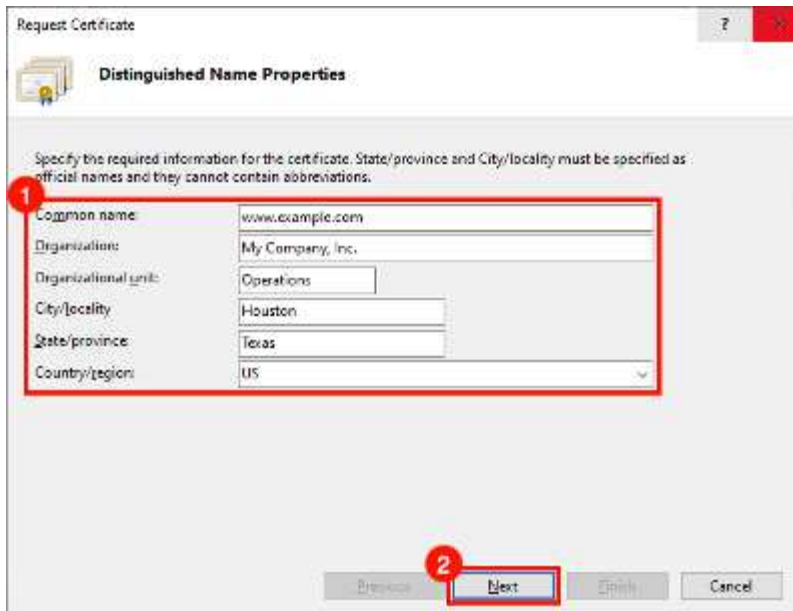 Request Certificate
?
Distinguished Name Properties
Specify the required information for the certificate. State/province and City/locality must be specified as
official names and they cannot contain abbreviations.
1
Common name: www.example.com
Organization: My Company, Inc.
Organizational unit: Operations
City/locality Houston
State/province: Texas
Country/region: US
2
Previous Next Finish Cancel